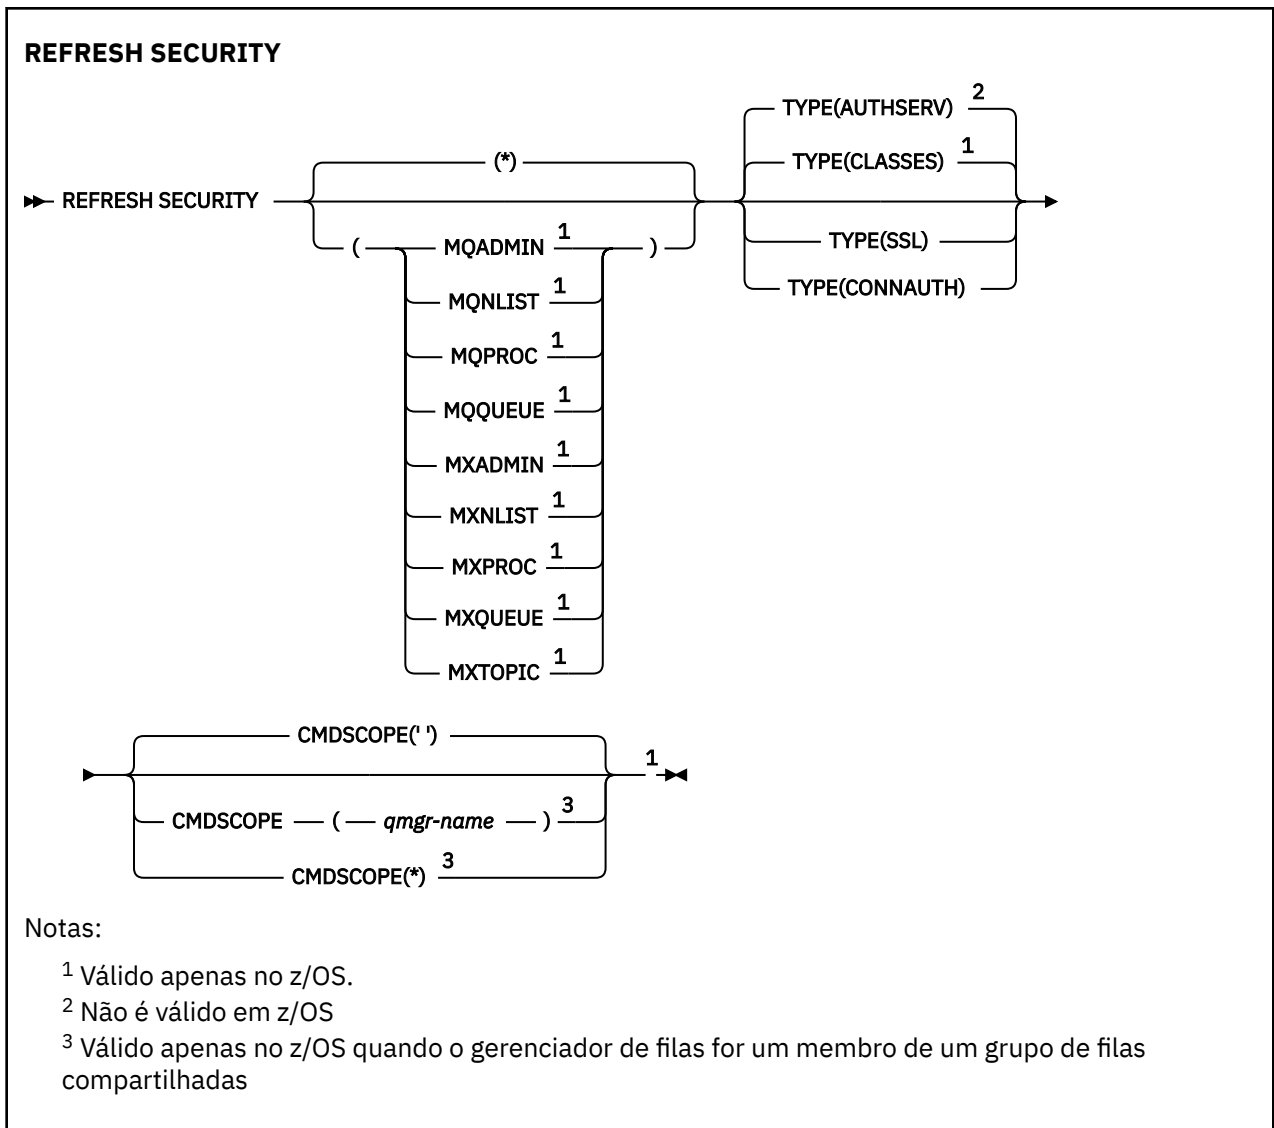 REFRESH SECURITY
TYPE(AUTHSERV) 2
(*)
TYPE(CLASSES) 1
REFRESH SECURITY
( MQADMIN 1 )
TYPE(SSL)
MQNLIST 1
TYPE(CONNAUTH)
MQPROC 1
MQQUEUE 1
MXADMIN 1
MXNLIST 1
MXPROC 1
MXQUEUE 1
MXTOPIC 1
CMDSCOPE(' ')
1
CMDSCOPE ( qmgr-name ) 3
CMDSCOPE(*) 3
Notas:
1 Válido apenas no z/OS.
2 Não é válido em z/OS
3 Válido apenas no z/OS quando o gerenciador de filas for um membro de um grupo de filas
compartilhadas